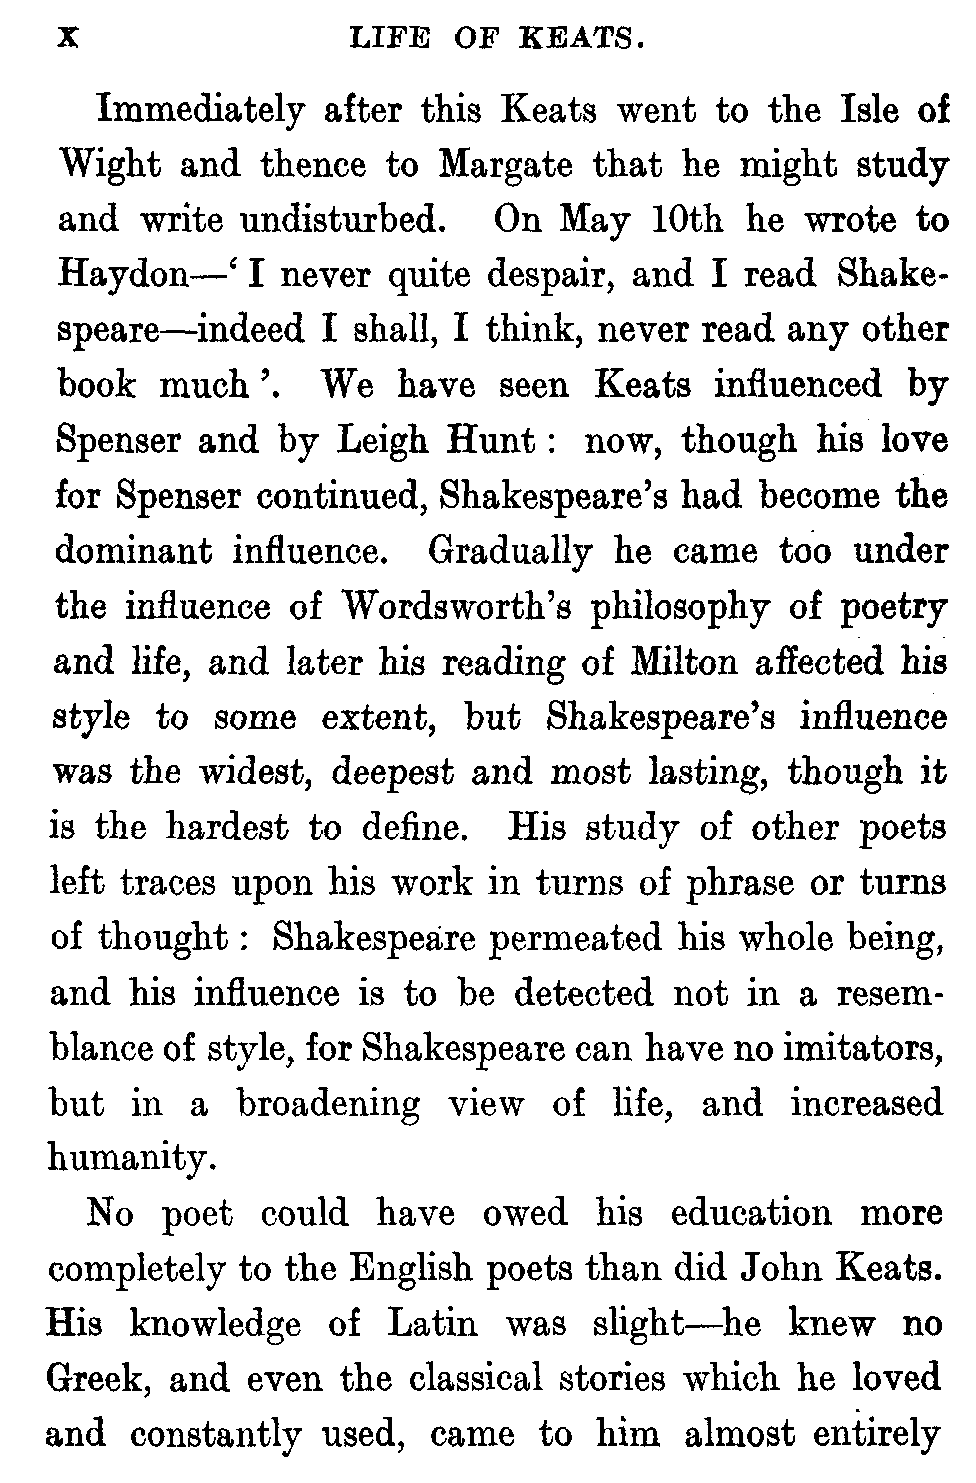 X LIFE OF KEATS.
Immediately after this Keats went to the Isle of
Wight and thence to Margate that he might study
and write undisturbed. On May 10th he wrote to
Haydon—‘ I never quite despair, and I read Shake-
speare—indeed I shall, I think, never read any other
book much ’. We have seen Keats influenced by
Spenser and by Leigh Hunt : now, though his love
for Spenser continued, Shakespeare’s had become the
dominant influence. Gradually he came too under
the influence of Wordsworth’s philosophy of poetry
and life, and later his reading of Milton affected his
style to some extent, but Shakespeare’s influence
was the widest, deepest and most lasting, though it
is the hardest to define. His study of other poets
left traces upon his work in turns of phrase or turns
of thought : Shakespeare permeated his whole being,
and his influence is to be detected not in a resem-
blance of style, for Shakespeare can have no imitators,
but in a broadening view of life, and increased
humanity.
No poet could have owed his education more
completely to the English poets than did John Keats.
His knowledge of Latin was slight—he knew no
Greek, and even the classical stories which he loved
and constantly used, came to him almost entirely